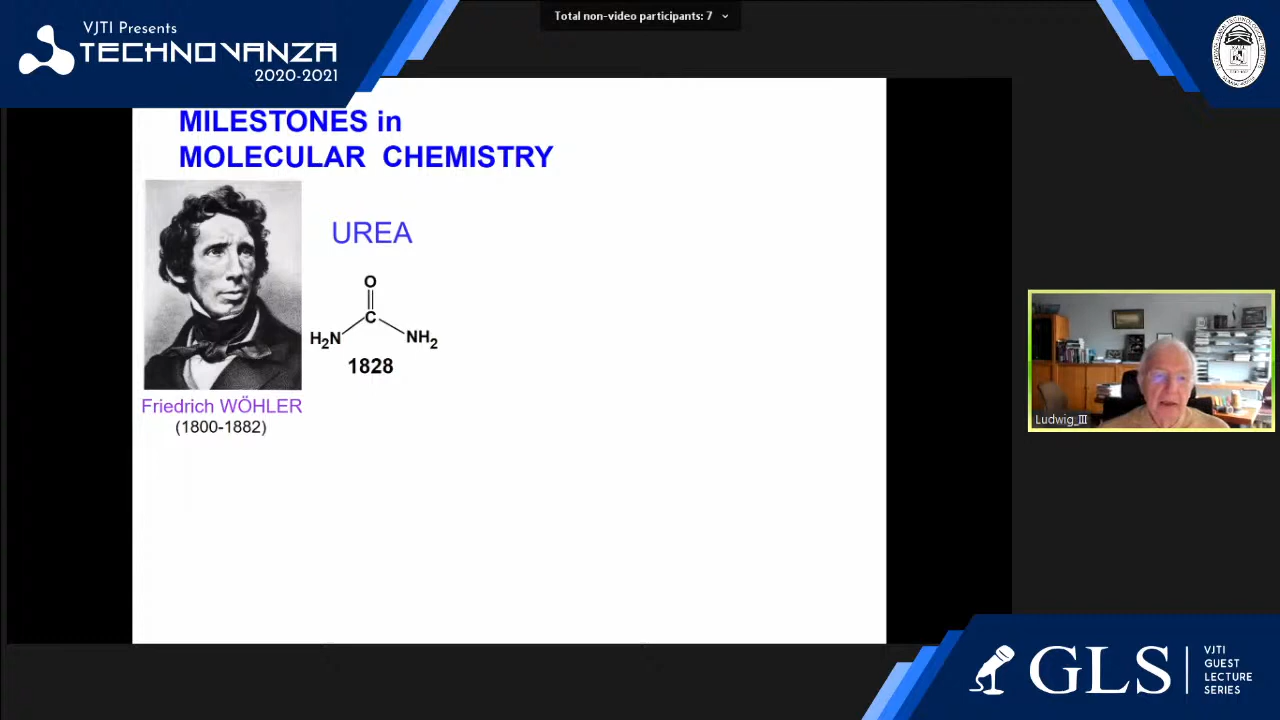 VJTI Presents
TECHNOVANZA
2020-2021
Total non-video participants: 7
MILESTONES in
MOLECULAR CHEMISTRY
UREA
O
C
H2N
NH2
1828
Friedrich WÖHLER
(1800-1882)
Ludwig_III
GLS
VJTI
GUEST
LECTURE
SERIES